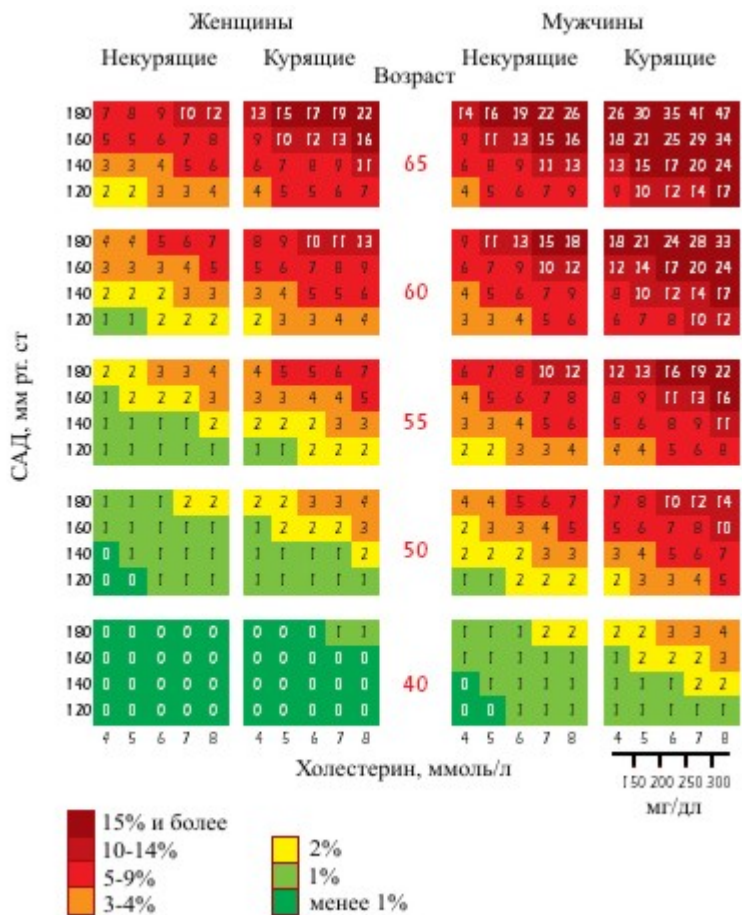 Женщины Мужчины
Некурящие Курящие Некурящие Курящие
Возраст
САД, мм рт. ст
180 7 8 9 10 12 13 15 17 19 22 14 16 19 22 26 26 30 35 41 47
160 5 5 6 7 8 9 10 12 13 16 9 11 13 15 16 18 21 25 29 34
65
140 3 3 4 5 6 6 7 8 9 11 6 8 9 11 13 13 15 17 20 24
120 2 2 3 3 4 4 5 5 6 7 4 5 6 7 9 9 10 12 14 17
180 4 4 5 6 7 8 9 10 11 13 9 11 13 15 18 18 21 24 28 33
160 3 3 3 4 5 5 6 7 8 9 6 7 9 10 12 12 14 17 20 24
60
140 2 2 2 3 3 3 4 5 5 6 4 5 6 7 9 8 10 12 14 17
120 1 1 2 2 2 2 3 3 4 4 3 3 4 5 6 6 7 8 10 12
180 2 2 3 3 4 4 5 5 6 7 6 7 8 10 12 12 13 16 19 22
160 1 2 2 2 3 3 3 4 4 5 4 5 6 7 8 8 9 11 13 16
55
140 1 1 1 1 2 2 2 2 3 3 3 3 4 5 6 5 6 8 9 11
120 1 1 1 1 1 1 1 2 2 2 2 2 3 3 4 4 4 5 6 8
180 1 1 1 2 2 2 2 3 3 4 4 4 5 6 7 7 8 10 12 14
160 1 1 1 1 1 1 2 2 2 3 2 3 3 4 5 5 6 7 8 10
50
140 0 1 1 1 1 1 1 1 1 2 2 2 2 3 3 3 4 5 6 7
120 0 0 1 1 1 1 1 1 1 1 1 1 2 2 2 2 3 3 4 5
180 0 0 0 0 0 0 0 0 1 1 1 1 1 2 2 2 2 3 3 4
160 0 0 0 0 0 0 0 0 0 0 1 1 1 1 1 1 2 2 2 3
40
140 0 0 0 0 0 0 0 0 0 0 0 1 1 1 1 1 1 1 2 2
120 0 0 0 0 0 0 0 0 0 0 0 0 1 1 1 1 1 1 1 1
4 5 6 7 8 4 5 6 7 8 4 5 6 7 8 4 5 6 7 8
Холестерин, ммоль/л
150 200 250 300
мг/дл
15% и более
10-14%
5-9%
3-4%
2%
1%
менее 1%